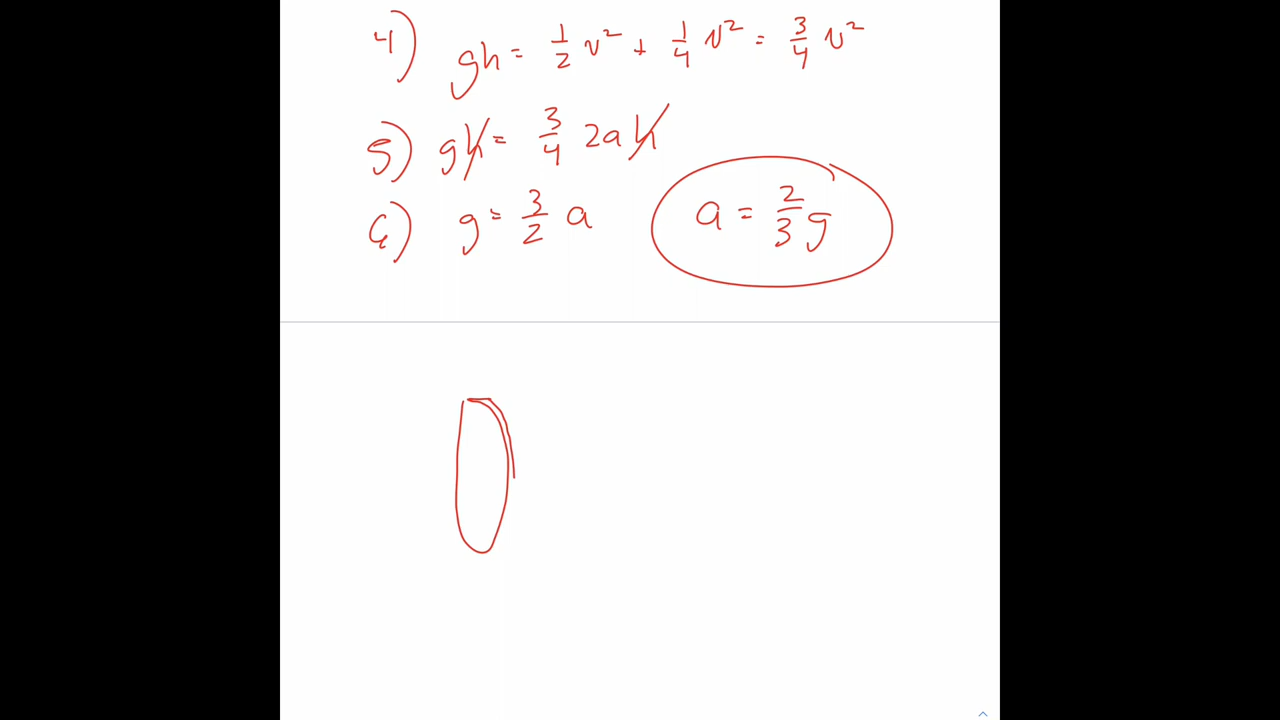 4) gh = 1/2 v² + 1/4 v² = 3/4 v²
5) gh = 3/4 2ah
6) g = 3/2 a a = 2/3 g